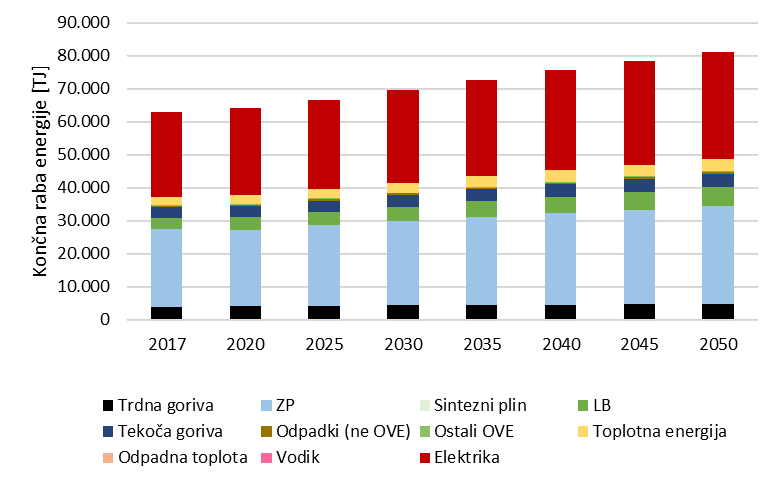 Končna raba energije [TJ]
90.000
80.000
70.000
60.000
50.000
40.000
30.000
20.000
10.000
0
2017 2020 2025 2030 2035 2040 2045 2050
Trdna goriva ZP Sintezni plin LB
Tekoča goriva Odpadki (ne OVE) Ostali OVE Toplotna energija
Odpadna toplota Vodik Elektrika